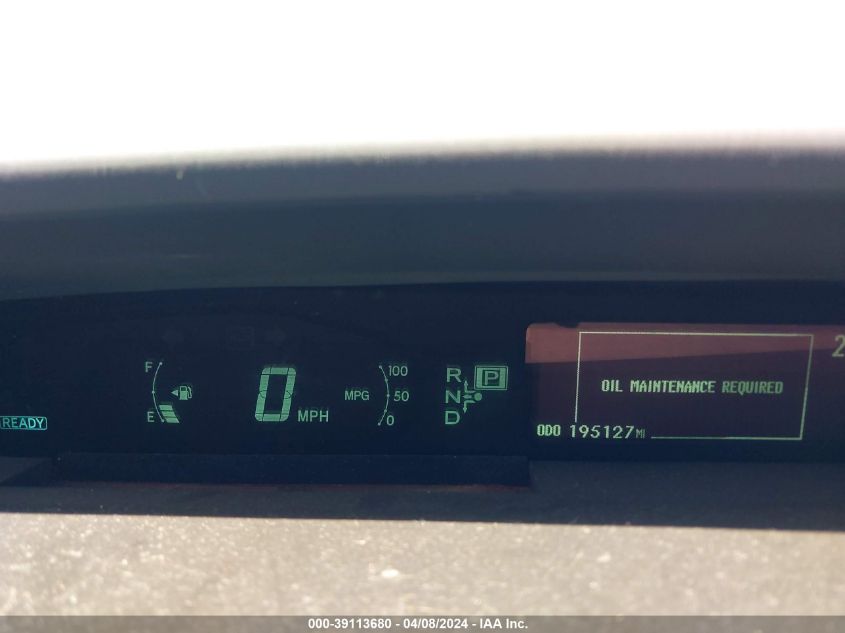 F
E
READY
0 MPH
MPG
100
50
0
R
N
D
P
2
OIL MAINTENANCE REQUIRED
ODO 195127 MI
000-39113680 - 04/08/2024 - IAA Inc.